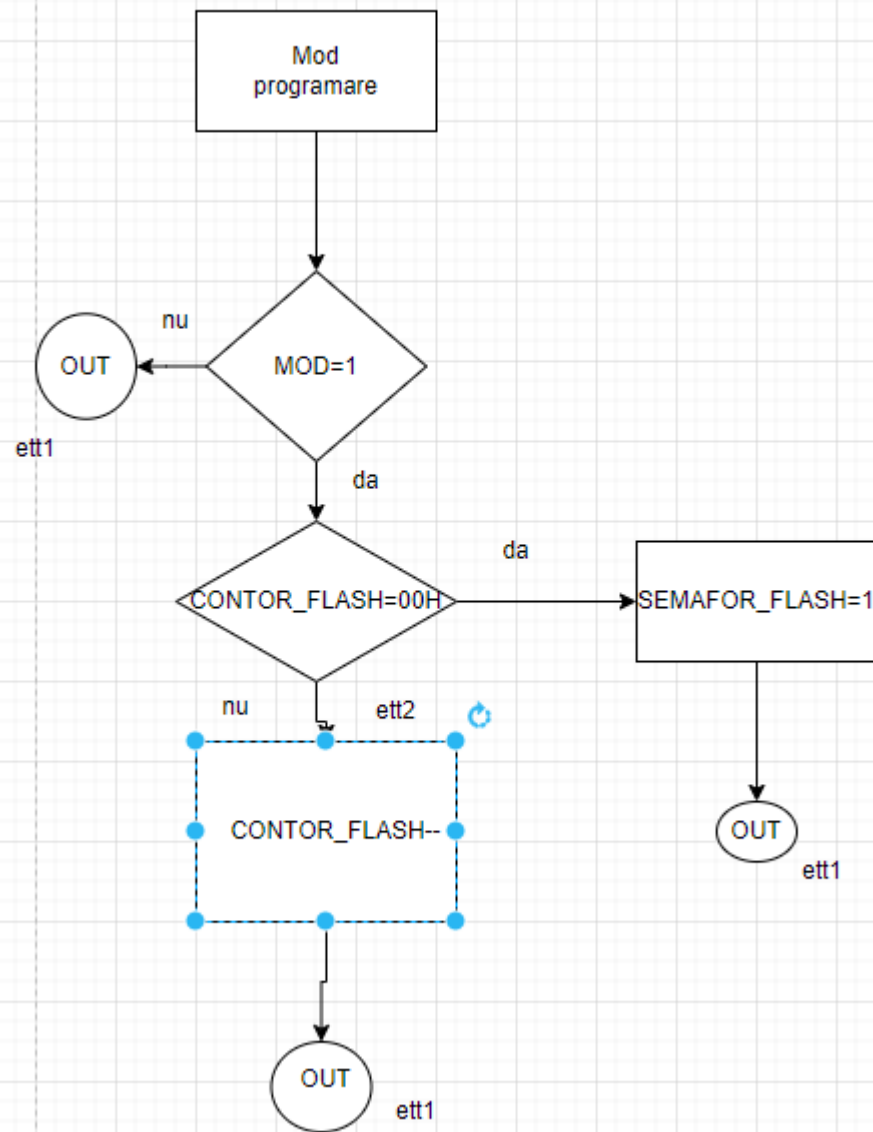 Mod
programare
nu
OUT
MOD=1
ett1
da
da
CONTOR_FLASH=00H
SEMAFOR_FLASH=1
nu
ett2
CONTOR_FLASH--
OUT
ett1
OUT
ett1